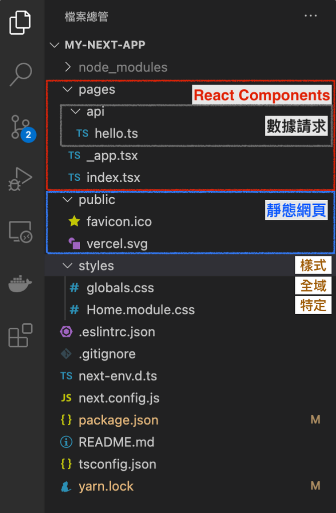 檔案總管
MY-NEXT-APP
node_modules
pages
React Components
api
TS hello.ts
數據請求
_app.tsx
index.tsx
public
靜態網頁
favicon.ico
vercel.svg
styles
樣式
# globals.css
全域
# Home.module.css
特定
.eslintrc.json
.gitignore
TS next-env.d.ts
JS next.config.js
{} package.json M
README.md
{} tsconfig.json
yarn.lock M
2